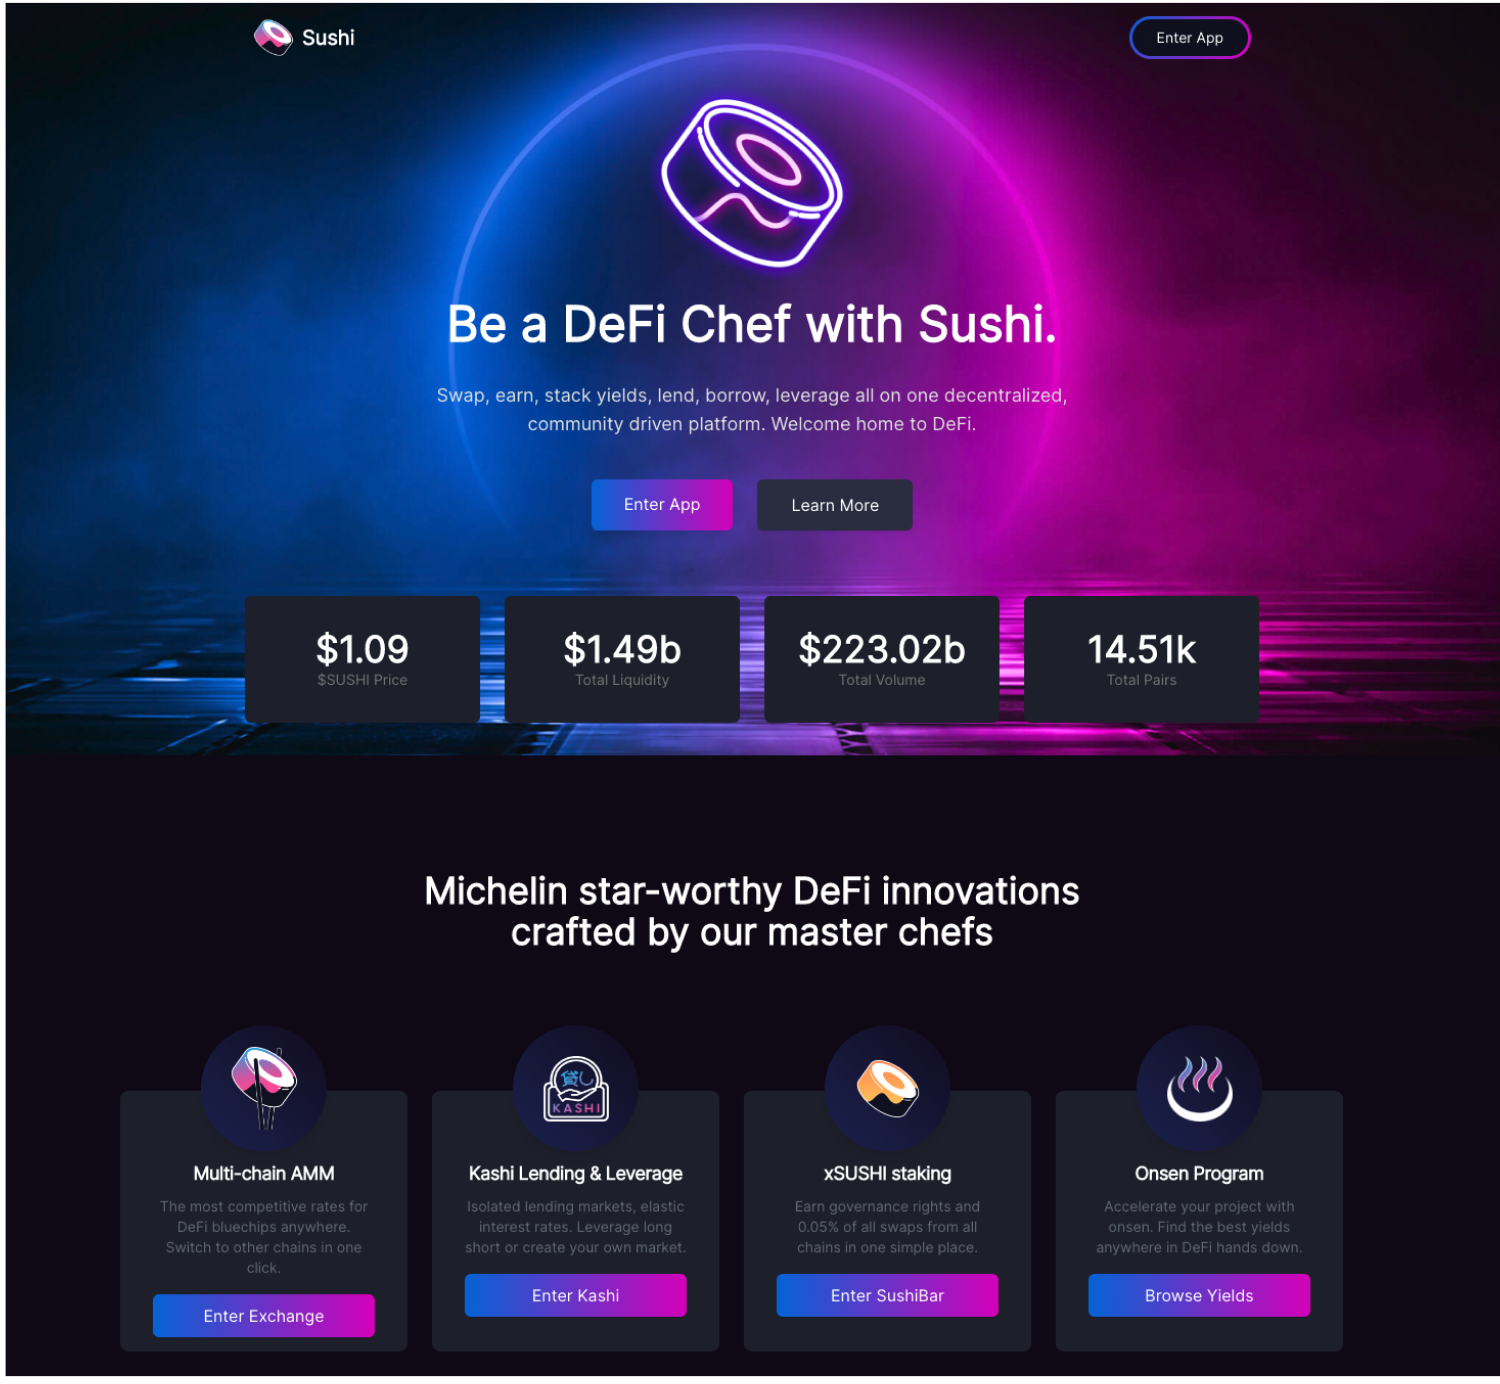 Sushi
Enter App
Be a DeFi Chef with Sushi.
Swap, earn, stack yields, lend, borrow, leverage all on one decentralized,
community driven platform. Welcome home to DeFi.
Enter App
Learn More
$1.09
$SUSHI Price
$1.49b
Total Liquidity
$223.02b
Total Volume
14.51k
Total Pairs
Michelin star-worthy DeFi innovations
crafted by our master chefs
Multi-chain AMM
The most competitive rates for
DeFi bluechips anywhere.
Switch to other chains in one
click.
Enter Exchange
貸し
KASHI
Kashi Lending & Leverage
Isolated lending markets, elastic
interest rates. Leverage long
short or create your own market.
Enter Kashi
xSUSHI staking
Earn governance rights and
0.05% of all swaps from all
chains in one simple place.
Enter SushiBar
Onsen Program
Accelerate your project with
onsen. Find the best yields
anywhere in DeFi hands down.
Browse Yields